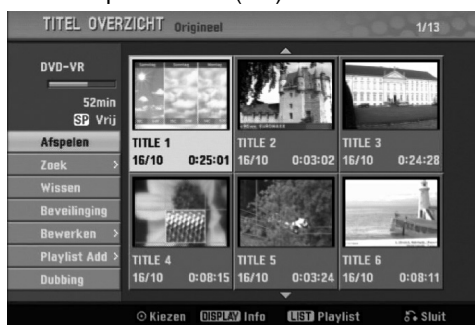 TITEL OVERZICHT Origineel 1/13
DVD-VR
52min
SP Vrij
Afspelen
Zoek >
Wissen
Beveilinging
Bewerken >
Playlist Add >
Dubbing
TITLE 1
16/10 0:25:01
TITLE 2
16/10 0:03:02
TITLE 3
16/10 0:24:28
TITLE 4
16/10 0:08:15
TITLE 5
16/10 0:03:24
TITLE 6
16/10 0:08:11
Kiezen DISPLAY Info LIST Playlist Sluit